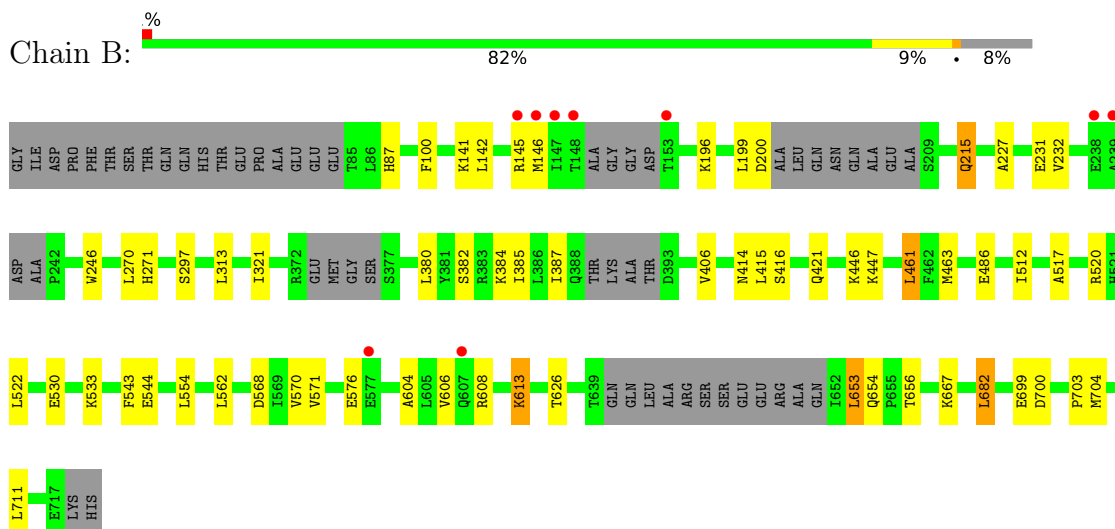 %
Chain B:
82% 9% • 8%
GLY ILE ASP PRO PHE THR SER THR GLN GLN HIS THR GLU PRO ALA GLU GLU GLU T85 L86 H87 F100 K141 L142 R145 M146 I147 T148 ALA GLY GLY ASP T153 K196 L199 D200 ALA LEU GLN ASN GLN ALA GLU ALA S209 Q215 A227 E231 V232 E238 A239
ASP ALA P242 W246 L270 H271 S297 L313 I321 R372 GLU MET GLY SER S377 L380 Y381 S382 R383 K384 I385 L386 I387 Q388 THR LYS ALA THR D393 V406 N414 L415 S416 Q421 K446 K447 L461 F462 M463 E486 I512 A517 R520 H521
L522 E530 K533 F543 E544 L554 L562 D568 I569 V570 V571 E576 E577 A604 L605 V606 Q607 R608 K613 T626 T639 GLN GLN LEU ALA ARG SER SER GLU GLU ARG ALA GLN I652 L653 Q654 P655 T656 K667 L682 E699 D700 P703 M704
L711 E717 LYS HIS